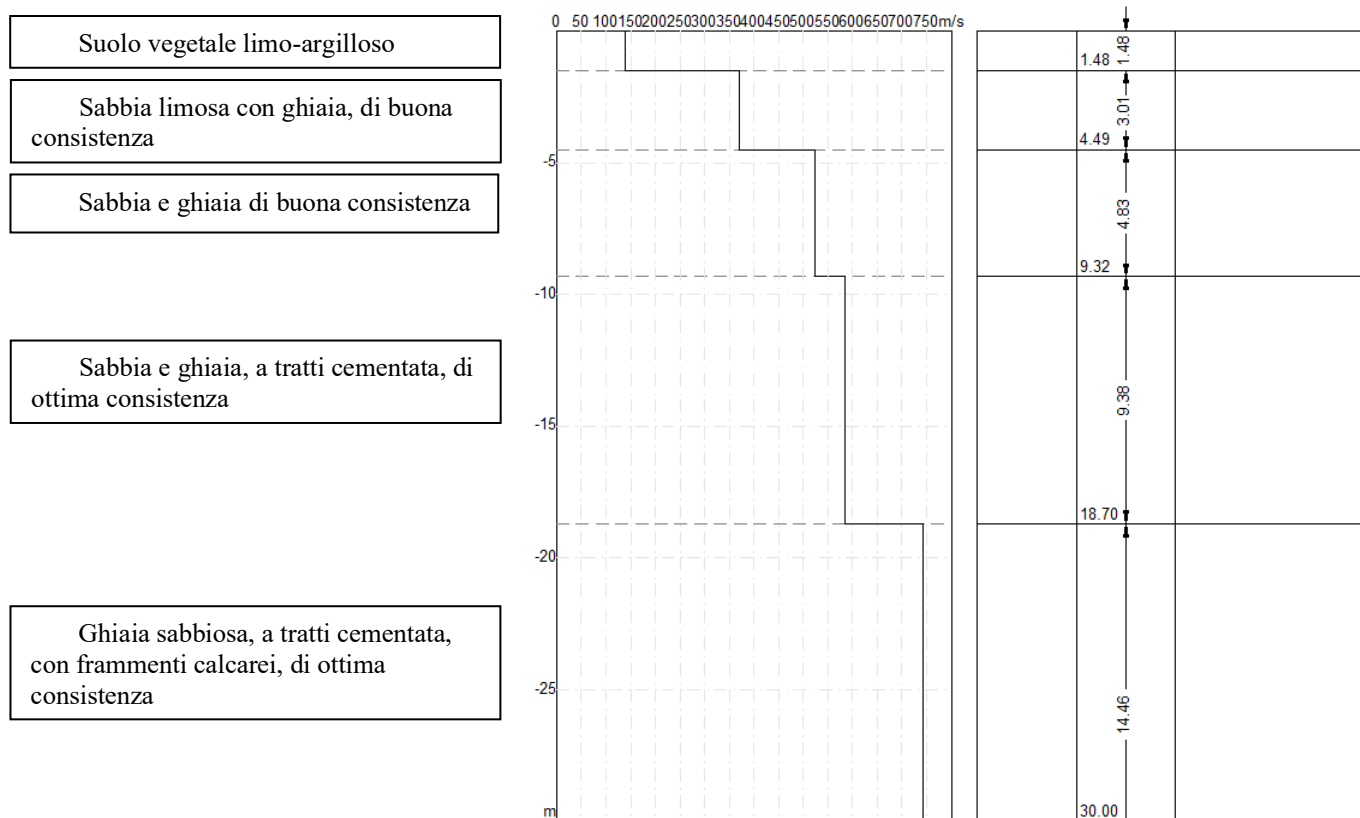 Suolo vegetale limo-argilloso
Sabbia limosa con ghiaia, di buona
consistenza
Sabbia e ghiaia di buona consistenza
Sabbia e ghiaia, a tratti cementata, di
ottima consistenza
Ghiaia sabbiosa, a tratti cementata,
con frammenti calcarei, di ottima
consistenza
0 50 100150200250300350400450500550600650700750m/s
-5
-10
-15
-20
-25
m
1.48
4.49
9.32
18.70
30.00
1.48
3.01
4.83
9.38
14.46